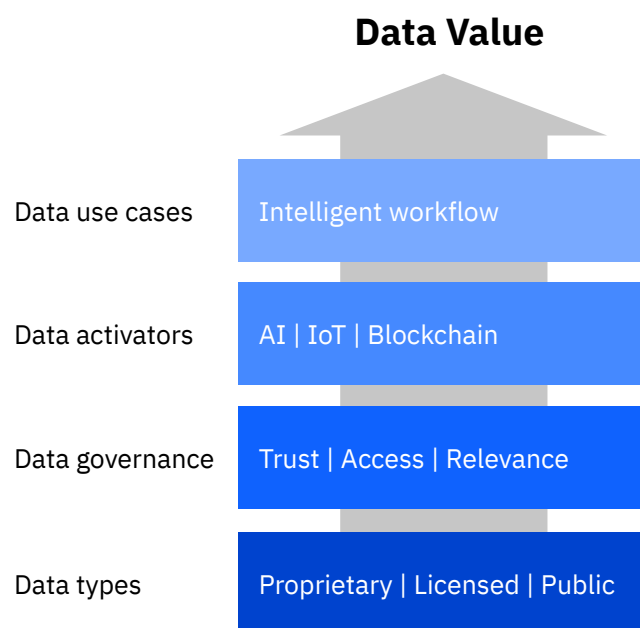 Data Value
Data use cases
Intelligent workflow
Data activators
AI | IoT | Blockchain
Data governance
Trust | Access | Relevance
Data types
Proprietary | Licensed | Public